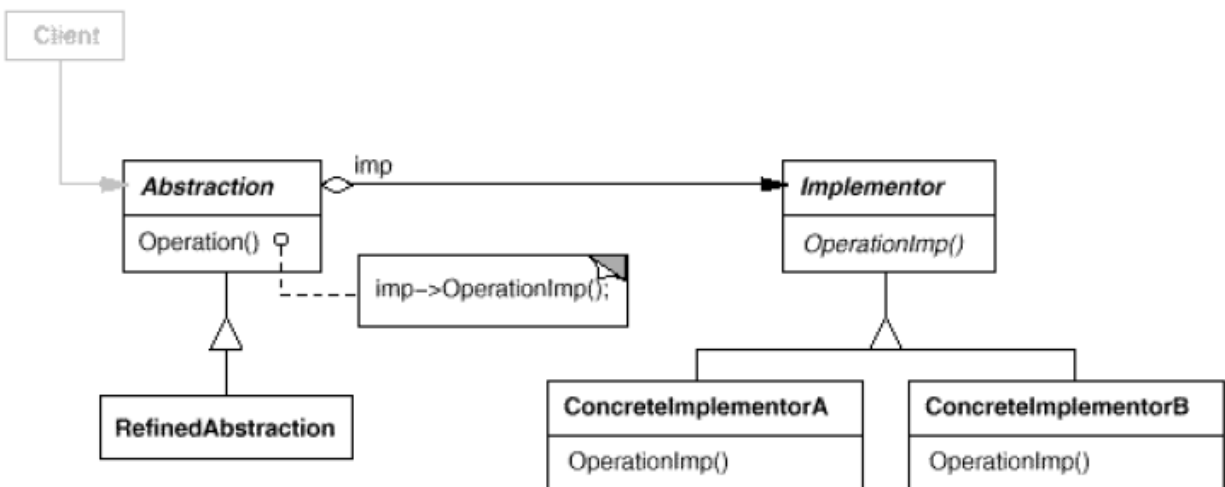 Client
imp
Abstraction
Implementor
Operation()
OperationImp()
imp->OperationImp();
RefinedAbstraction
ConcreteImplementorA
ConcreteImplementorB
OperationImp()
OperationImp()